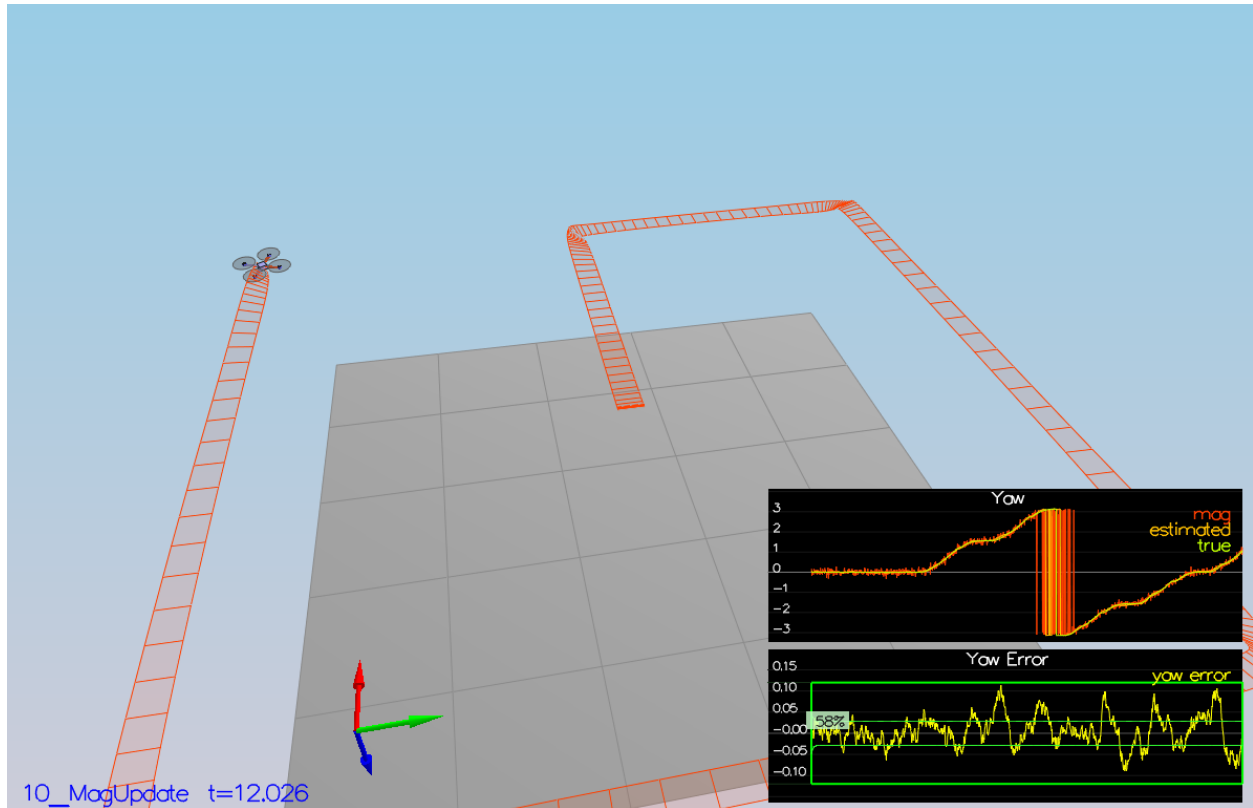 Yaw
3
2
1
0
-1
-2
-3
mag
estimated
true
Yaw Error
0.15
0.10
0.05
-0.00
-0.05
-0.10
yaw error
58%
10_MagUpdate t=12.026